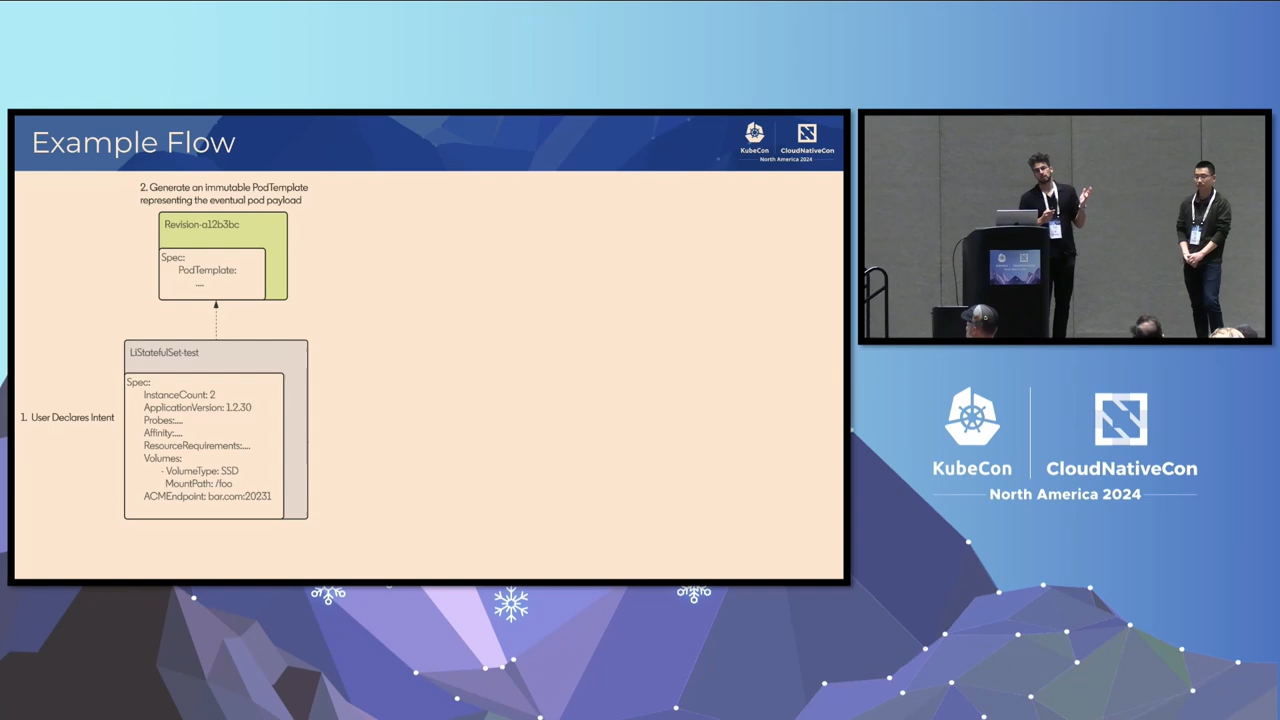 Example Flow
KubeCon
CloudNativeCon
North America 2024
2. Generate an immutable PodTemplate
representing the eventual pod payload
Revision-a12b3bc
Spec:
PodTemplate:
....
LiStatefulSet-test
1. User Declares Intent
Spec:
InstanceCount: 2
ApplicationVersion: 1.2.30
Probes:....
Affinity:....
ResourceRequirements:....
Volumes:
- VolumeType: SSD
MountPath: /foo
ACMEndpoint: bar.com:20231
KubeCon
CloudNativeCon
North America 2024